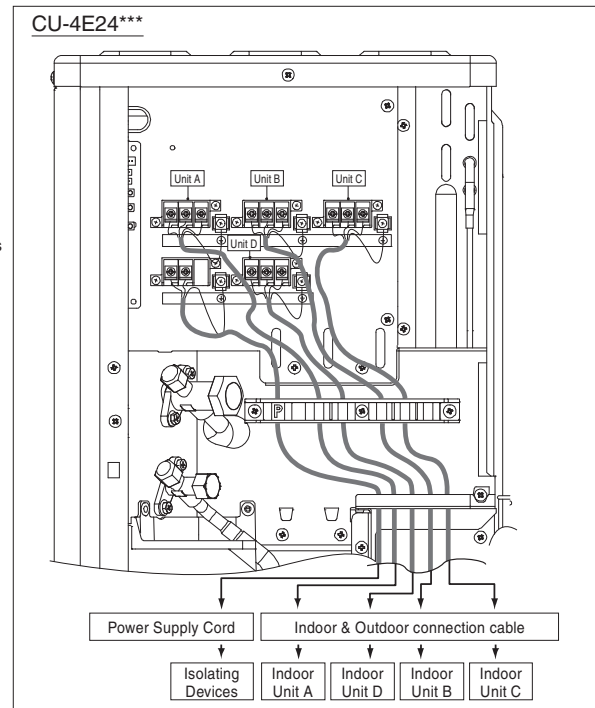 CU-4E24***
Unit A
Unit B
Unit C
Unit D
P
Power Supply Cord
Indoor & Outdoor connection cable
Isolating
Devices
Indoor
Unit A
Indoor
Unit D
Indoor
Unit B
Indoor
Unit C